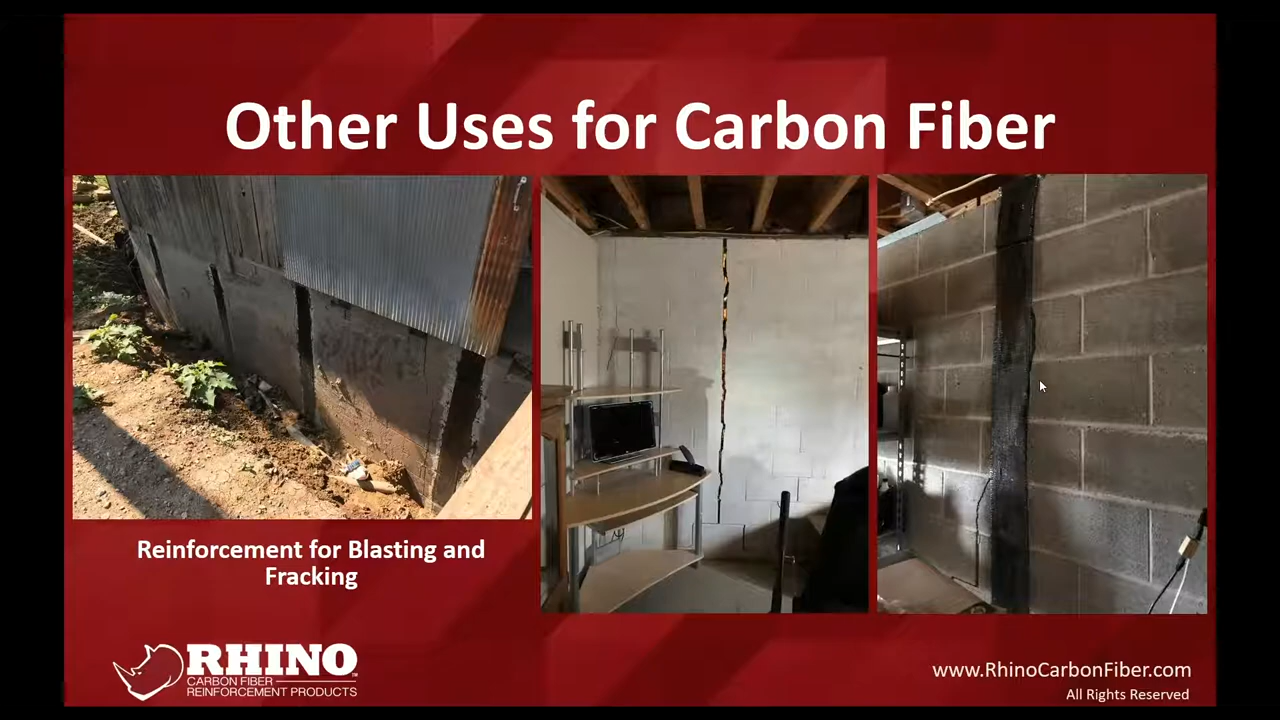 Other Uses for Carbon Fiber
Reinforcement for Blasting and
Fracking
RHINO
CARBON FIBER
REINFORCEMENT PRODUCTS
www.RhinoCarbonFiber.com
All Rights Reserved